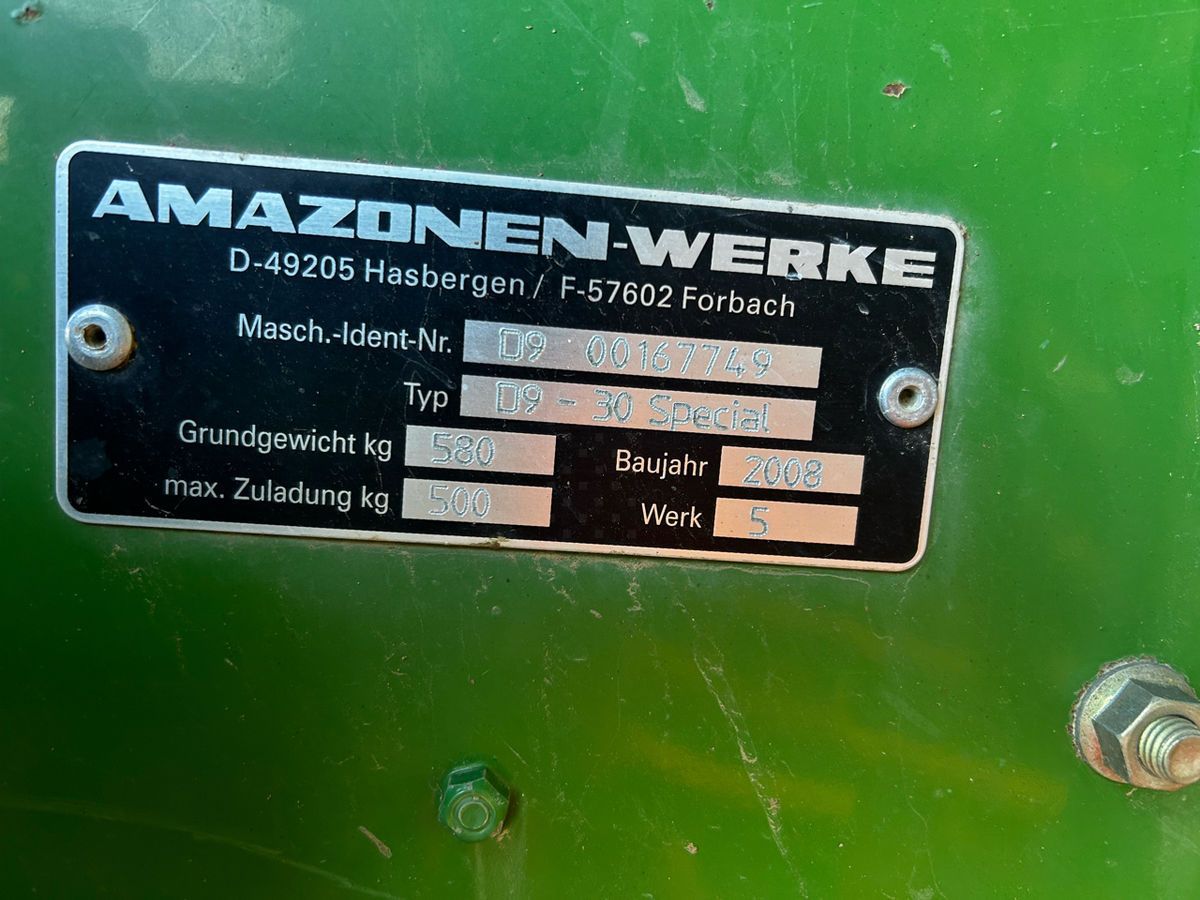 AMAZONEN-WERKE
D-49205 Hasbergen / F-57602 Forbach
Masch.-Ident-Nr. D9 00167749
Typ D9 - 30 Special
Grundgewicht kg 580 Baujahr 2008
max. Zuladung kg 500 Werk 5